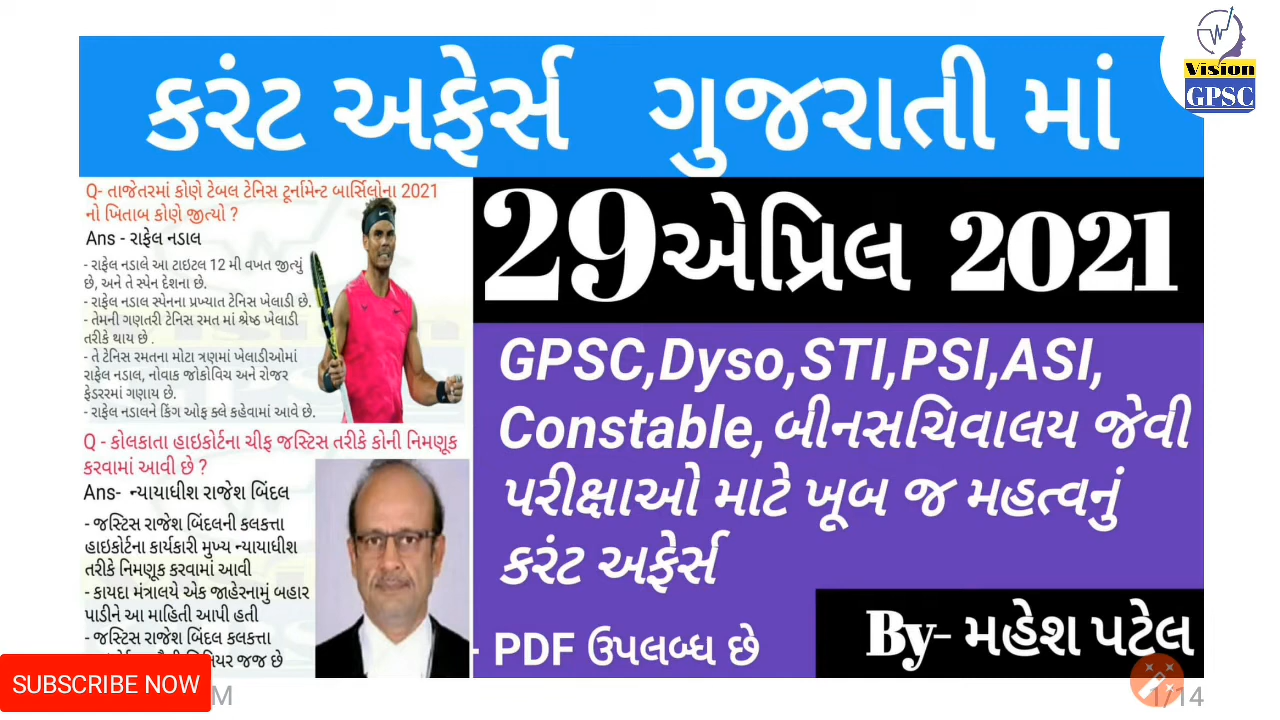 Vision
GPSC
કરંટ અફેર્સ ગુજરાતી માં
Q- તાજેતરમાં કોણે ટેબલ ટેનિસ ટૂર્નામેન્ટ બાર્સિલોના 2021
નો ખિતાબ કોણે જીત્યો ?
Ans - રાફેલ નડાલ
- રાફેલ નડાલે આ ટાઇટલ 12 મી વખત જીત્યું
છે, અને તે સ્પેન દેશના છે.
- રાફેલ નડાલ સ્પેનના પ્રખ્યાત ટેનિસ ખેલાડી છે.
- તેમની ગણતરી ટેનિસ રમત માં શ્રેષ્ઠ ખેલાડી
તરીકે થાય છે .
- તે ટેનિસ રમતના મોટા ત્રણમાં ખેલાડીઓમાં
રાફેલ નડાલ, નોવાક જોકોવિચ અને રોજર
ફેડરરમાં ગણાય છે.
- રાફેલ નડાલને કિંગ ઓફ ક્લે કહેવામાં આવે છે.
Q - કોલકાતા હાઇકોર્ટના ચીફ જસ્ટિસ તરીકે કોની નિમણૂક
કરવામાં આવી છે ?
Ans- ન્યાયાધીશ રાજેશ બિંદલ
- જસ્ટિસ રાજેશ બિંદલની કલકત્તા
હાઇકોર્ટના કાર્યકારી મુખ્ય ન્યાયાધીશ
તરીકે નિમણૂક કરવામાં આવી
- કાયદા મંત્રાલયે એક જાહેરનામું બહાર
પાડીને આ માહિતી આપી હતી
- જસ્ટિસ રાજેશ બિંદલ કલકત્તા
જજ છે
29 એપ્રિલ 2021
GPSC,Dyso,STI,PSI,ASI,
Constable,બીનસચિવાલય જેવી
પરીક્ષાઓ માટે ખૂબ જ મહત્વનું
કરંટ અફેર્સ
- PDF ઉપલબ્ધ છે
By- મહેશ પટેલ
SUBSCRIBE NOW
M
1/14